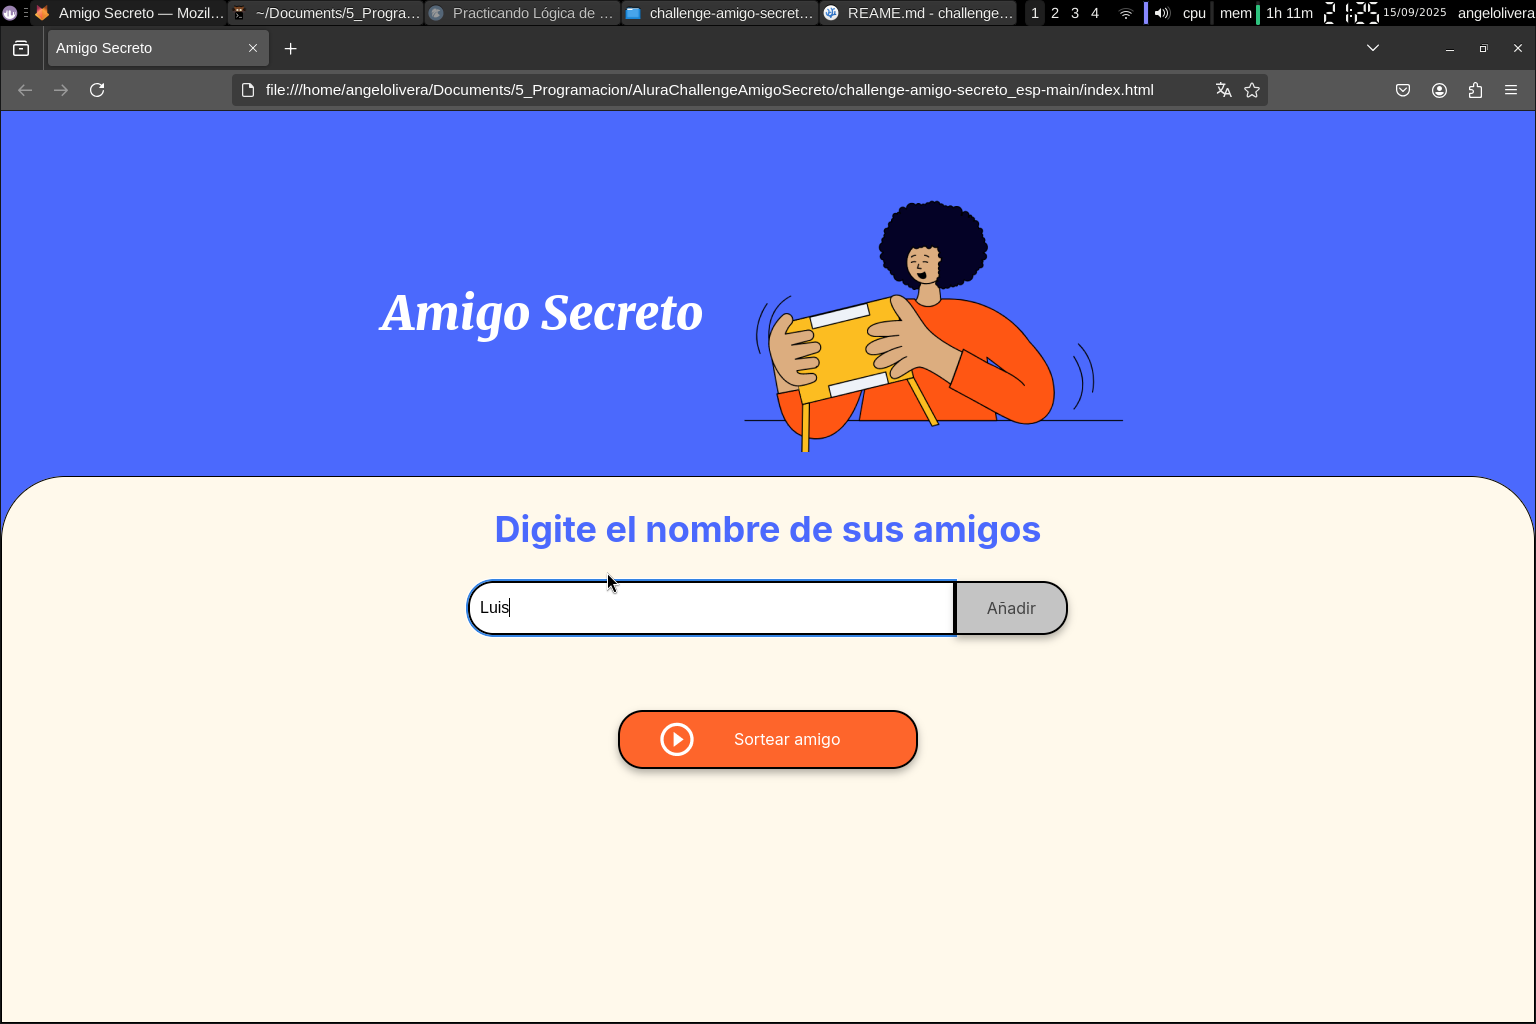 Amigo Secreto — Mozil...
~/Documents/5_Progra...
Practicando Lógica de ...
challenge-amigo-secret...
REAME.md - challenge...
1 2 3 4
cpu
mem
1h 11m
15/09/2025
angelolivera
Amigo Secreto
file:///home/angelolivera/Documents/5_Programacion/AluraChallengeAmigoSecreto/challenge-amigo-secreto_esp-main/index.html
Amigo Secreto
Digite el nombre de sus amigos
Luis
Añadir
Sortear amigo